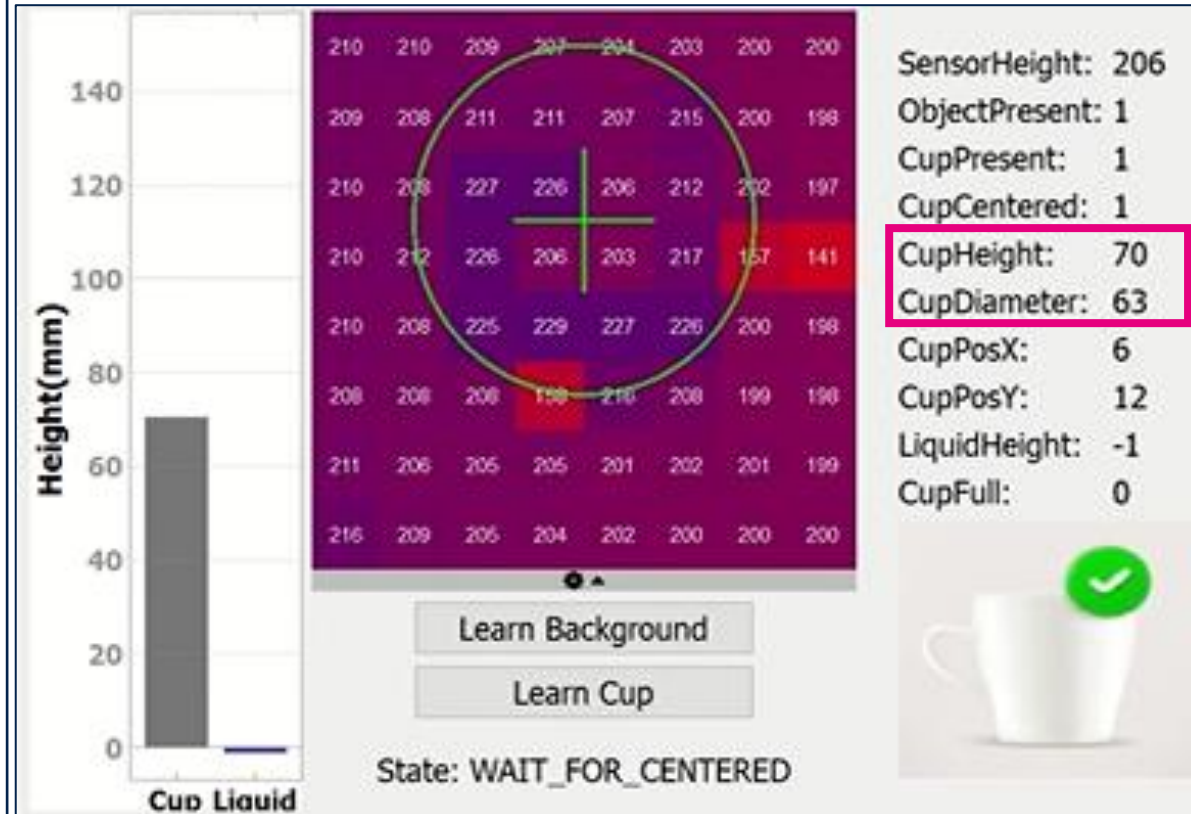 140
120
100
80
60
40
20
0
Height(mm)
Cup Liquid
210 210 209 207 204 203 200 200
209 208 211 211 207 215 200 198
210 208 227 226 206 212 202 197
210 212 226 206 203 217 157 141
210 208 225 229 227 226 200 198
208 208 208 158 216 208 199 198
211 206 205 205 201 202 201 199
216 209 205 204 202 200 200 200
Learn Background
Learn Cup
State: WAIT_FOR_CENTERED
SensorHeight: 206
ObjectPresent: 1
CupPresent: 1
CupCentered: 1
CupHeight: 70
CupDiameter: 63
CupPosX: 6
CupPosY: 12
LiquidHeight: -1
CupFull: 0